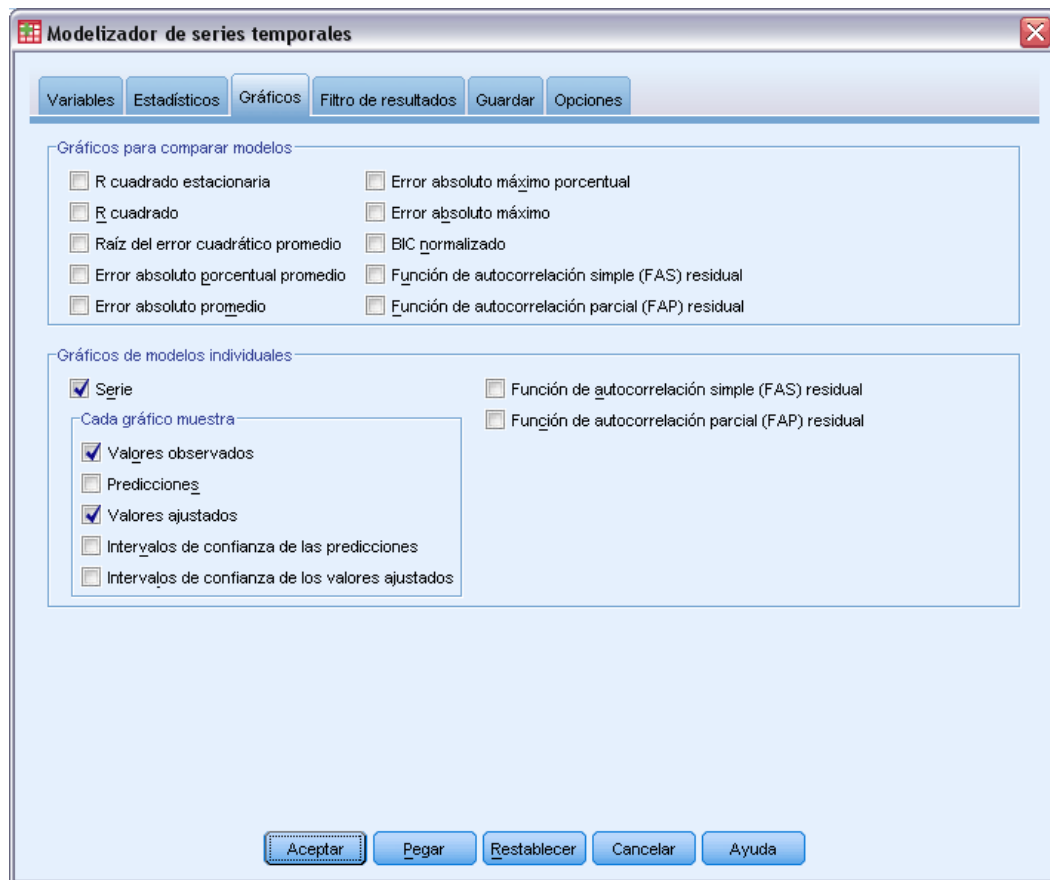 Modelizador de series temporales
Variables
Estadísticos
Gráficos
Filtro de resultados
Guardar
Opciones
Gráficos para comparar modelos
R cuadrado estacionaria
R cuadrado
Raíz del error cuadrático promedio
Error absoluto porcentual promedio
Error absoluto promedio
Error absoluto máximo porcentual
Error absoluto máximo
BIC normalizado
Función de autocorrelación simple (FAS) residual
Función de autocorrelación parcial (FAP) residual
Gráficos de modelos individuales
Serie
Cada gráfico muestra
Valores observados
Predicciones
Valores ajustados
Intervalos de confianza de las predicciones
Intervalos de confianza de los valores ajustados
Función de autocorrelación simple (FAS) residual
Función de autocorrelación parcial (FAP) residual
Aceptar
Pegar
Restablecer
Cancelar
Ayuda